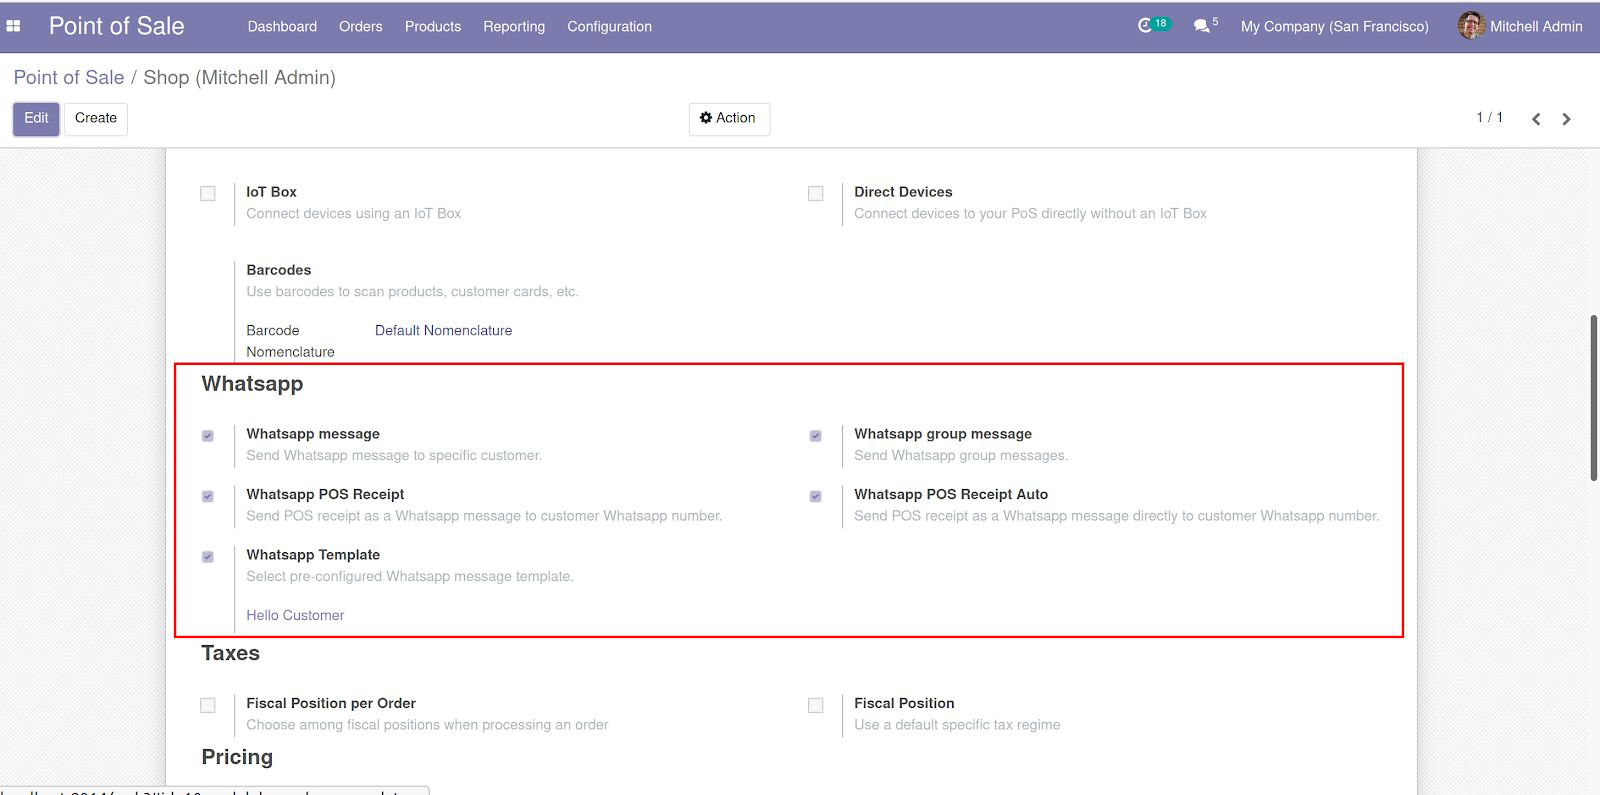 Point of Sale Dashboard Orders Products Reporting Configuration 18 5 My Company (San Francisco) Mitchell Admin
Point of Sale / Shop (Mitchell Admin)
Edit Create Action 1 / 1
IoT Box
Connect devices using an IoT Box
Direct Devices
Connect devices to your PoS directly without an IoT Box
Barcodes
Use barcodes to scan products, customer cards, etc.
Barcode Nomenclature Default Nomenclature
Whatsapp
Whatsapp message
Send Whatsapp message to specific customer.
Whatsapp group message
Send Whatsapp group messages.
Whatsapp POS Receipt
Send POS receipt as a Whatsapp message to customer Whatsapp number.
Whatsapp POS Receipt Auto
Send POS receipt as a Whatsapp message directly to customer Whatsapp number.
Whatsapp Template
Select pre-configured Whatsapp message template.
Hello Customer
Taxes
Fiscal Position per Order
Choose among fiscal positions when processing an order
Fiscal Position
Use a default specific tax regime
Pricing